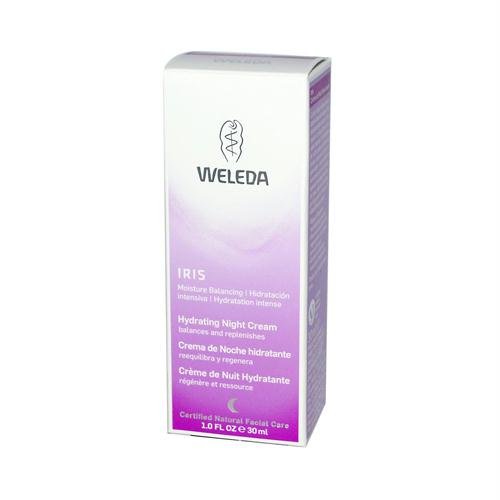 WELEDA
IRIS
Moisture Balancing | Hidratación
intensiva | Hydratation intense
Hydrating Night Cream
balances and replenishes
Crema de Noche hidratante
reequilibra y regenera
Crème de Nuit Hydratante
régénère et ressource
Certified Natural Facial Care
1.0 FL OZ ℮ 30 ml